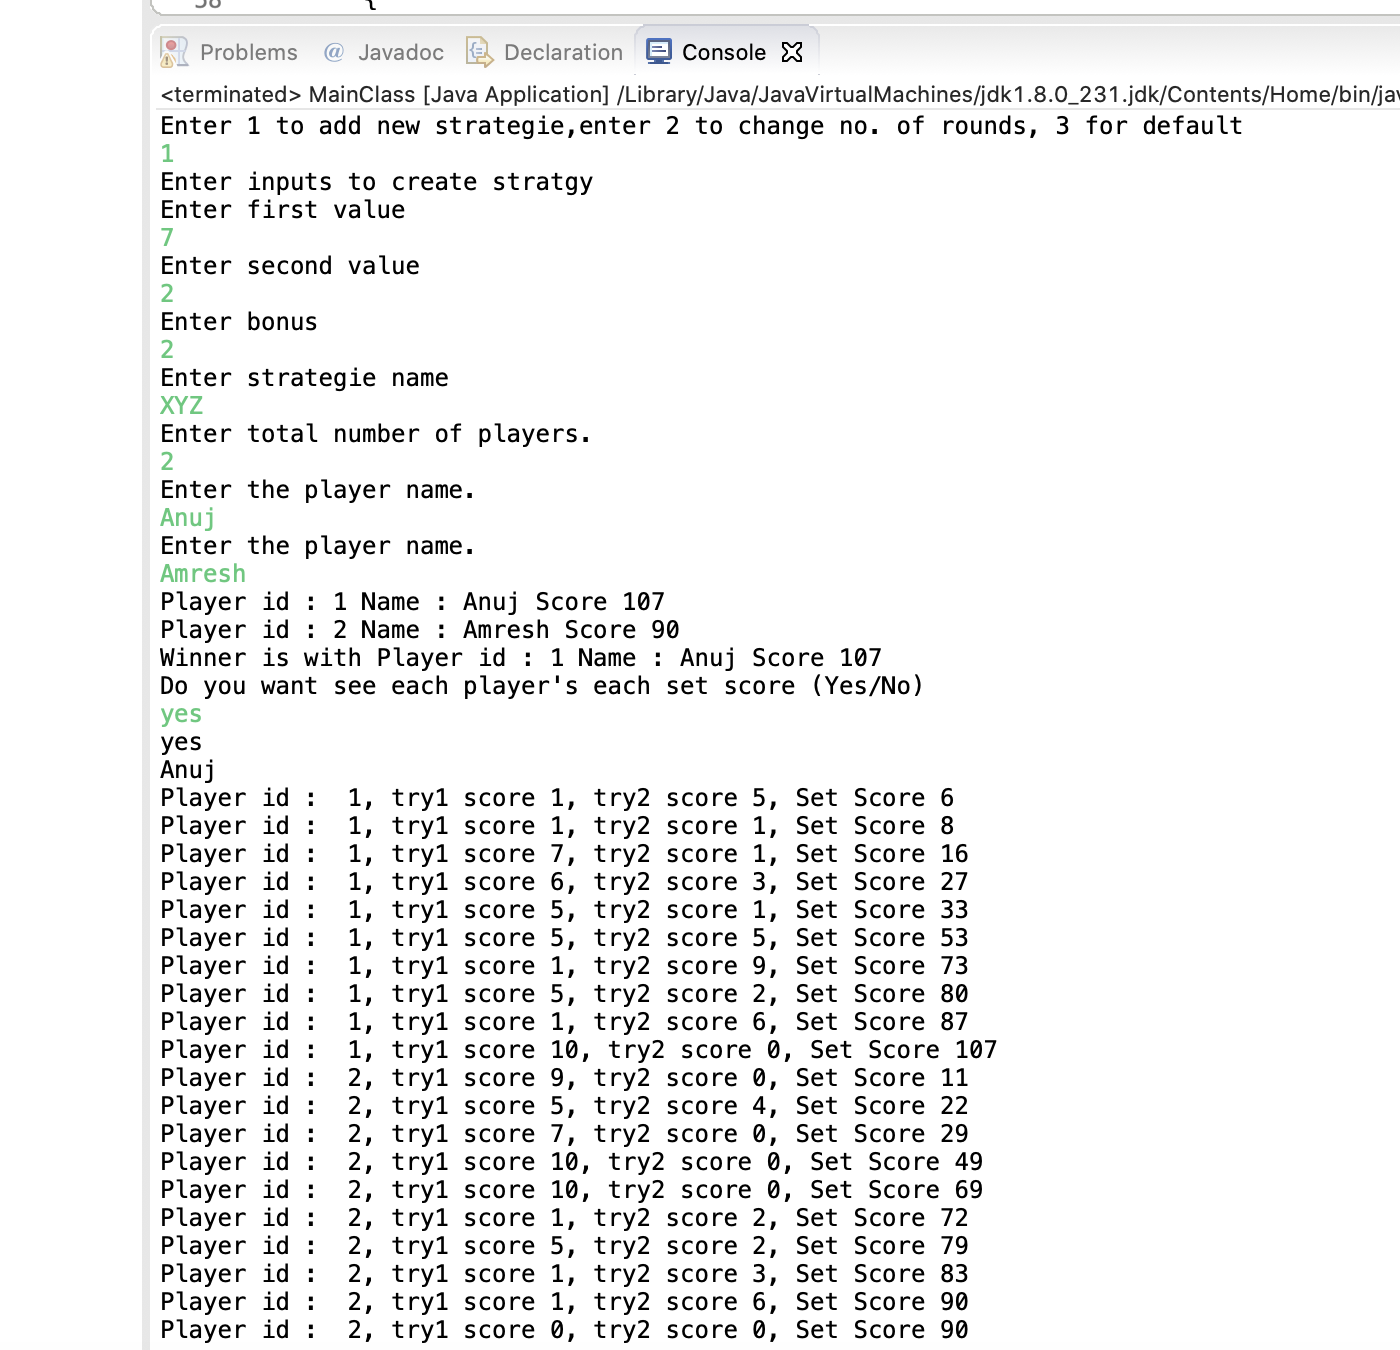 Problems @ Javadoc Declaration Console
<terminated> MainClass [Java Application] /Library/Java/JavaVirtualMachines/jdk1.8.0_231.jdk/Contents/Home/bin/jav
Enter 1 to add new strategie,enter 2 to change no. of rounds, 3 for default
1
Enter inputs to create stratgy
Enter first value
7
Enter second value
2
Enter bonus
2
Enter strategie name
XYZ
Enter total number of players.
2
Enter the player name.
Anuj
Enter the player name.
Amresh
Player id : 1 Name : Anuj Score 107
Player id : 2 Name : Amresh Score 90
Winner is with Player id : 1 Name : Anuj Score 107
Do you want see each player's each set score (Yes/No)
yes
yes
Anuj
Player id :  1, try1 score 1, try2 score 5, Set Score 6
Player id :  1, try1 score 1, try2 score 1, Set Score 8
Player id :  1, try1 score 7, try2 score 1, Set Score 16
Player id :  1, try1 score 6, try2 score 3, Set Score 27
Player id :  1, try1 score 5, try2 score 1, Set Score 33
Player id :  1, try1 score 5, try2 score 5, Set Score 53
Player id :  1, try1 score 1, try2 score 9, Set Score 73
Player id :  1, try1 score 5, try2 score 2, Set Score 80
Player id :  1, try1 score 1, try2 score 6, Set Score 87
Player id :  1, try1 score 10, try2 score 0, Set Score 107
Player id :  2, try1 score 9, try2 score 0, Set Score 11
Player id :  2, try1 score 5, try2 score 4, Set Score 22
Player id :  2, try1 score 7, try2 score 0, Set Score 29
Player id :  2, try1 score 10, try2 score 0, Set Score 49
Player id :  2, try1 score 10, try2 score 0, Set Score 69
Player id :  2, try1 score 1, try2 score 2, Set Score 72
Player id :  2, try1 score 5, try2 score 2, Set Score 79
Player id :  2, try1 score 1, try2 score 3, Set Score 83
Player id :  2, try1 score 1, try2 score 6, Set Score 90
Player id :  2, try1 score 0, try2 score 0, Set Score 90